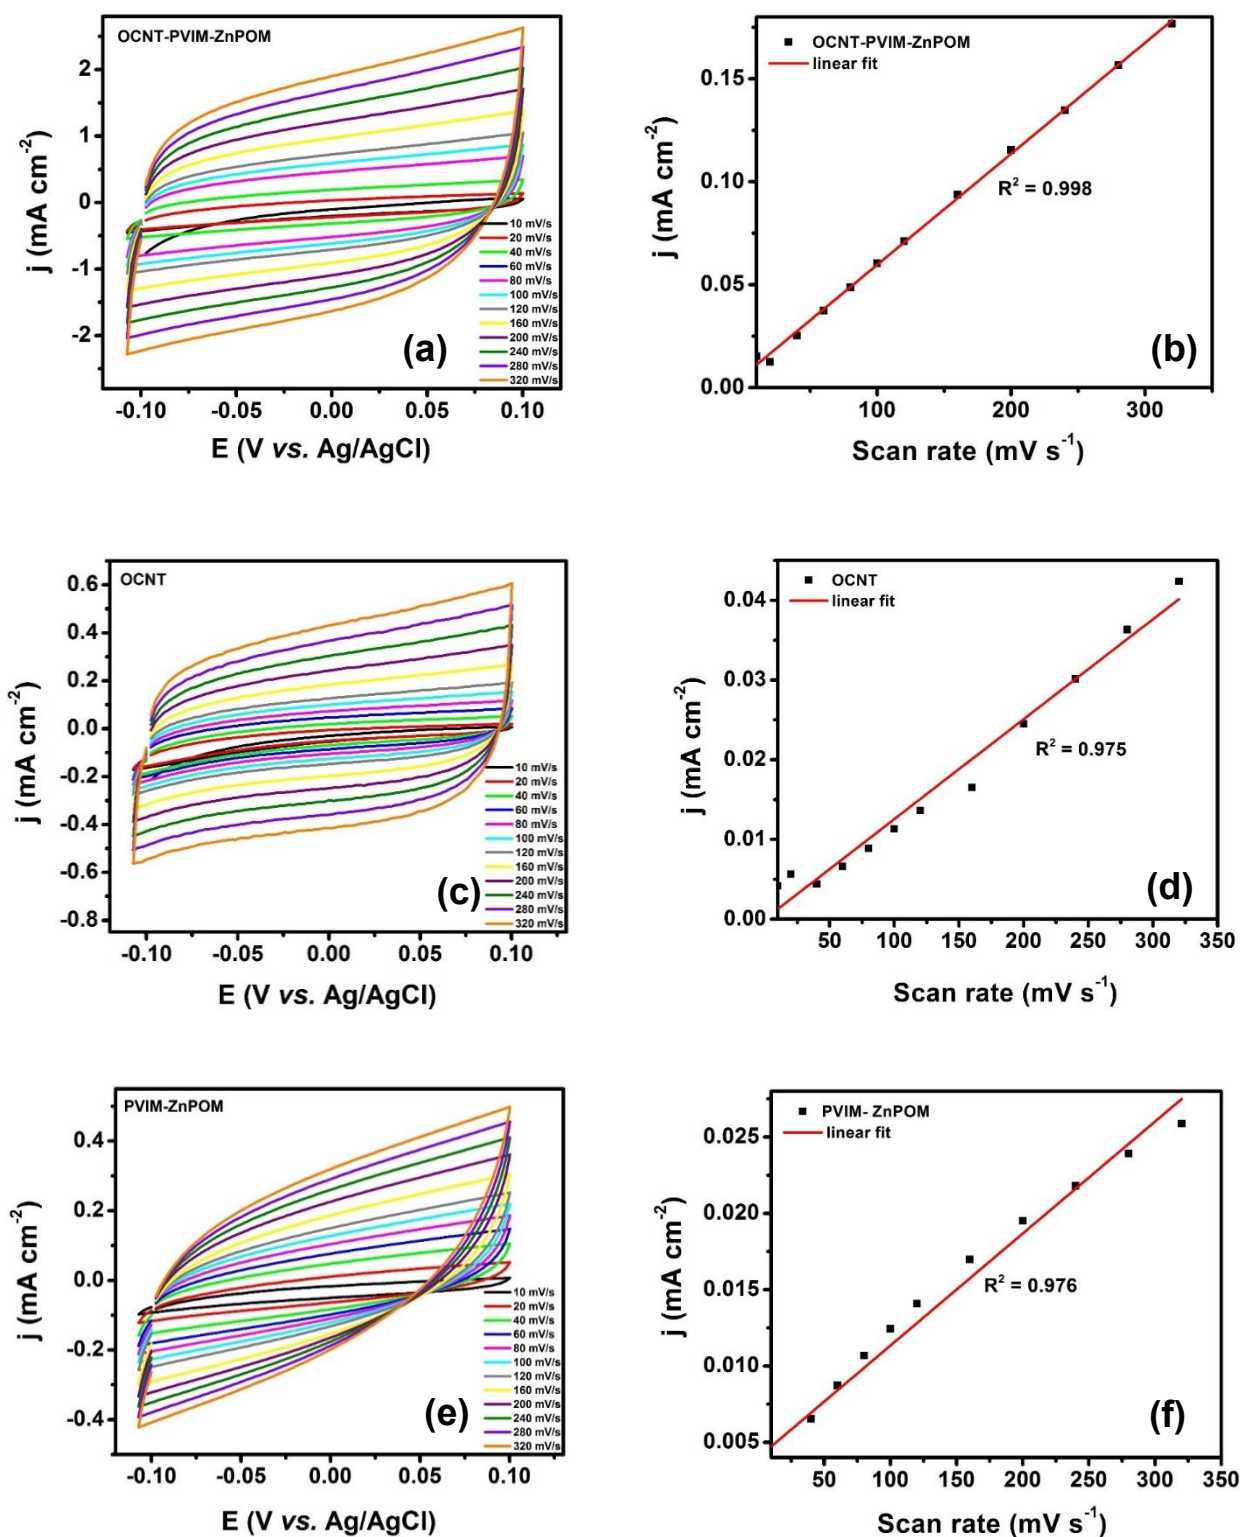 OCNT-PVIM-ZnPOM
2
1
0
-1
-2
j (mA cm-2)
10 mV/s
20 mV/s
40 mV/s
60 mV/s
80 mV/s
100 mV/s
120 mV/s
160 mV/s
200 mV/s
240 mV/s
280 mV/s
320 mV/s
(a)
-0.10 -0.05 0.00 0.05 0.10
E (V vs. Ag/AgCl)
OCNT-PVIM-ZnPOM
linear fit
0.15
0.10
0.05
0.00
j (mA cm-2)
R2 = 0.998
(b)
100 200 300
Scan rate (mV s-1)
OCNT
0.6
0.4
0.2
0.0
-0.2
-0.4
-0.6
-0.8
j (mA cm-2)
10 mV/s
20 mV/s
40 mV/s
60 mV/s
80 mV/s
100 mV/s
120 mV/s
160 mV/s
200 mV/s
240 mV/s
280 mV/s
320 mV/s
(c)
-0.10 -0.05 0.00 0.05 0.10
E (V vs. Ag/AgCl)
OCNT
linear fit
0.04
0.03
0.02
0.01
0.00
j (mA cm-2)
R2 = 0.975
(d)
50 100 150 200 250 300 350
Scan rate (mV s-1)
PVIM-ZnPOM
0.4
0.2
0.0
-0.2
-0.4
j (mA cm-2)
10 mV/s
20 mV/s
40 mV/s
60 mV/s
80 mV/s
100 mV/s
120 mV/s
160 mV/s
200 mV/s
240 mV/s
280 mV/s
320 mV/s
(e)
-0.10 -0.05 0.00 0.05 0.10
E (V vs. Ag/AgCl)
PVIM- ZnPOM
linear fit
0.025
0.020
0.015
0.010
0.005
j (mA cm-2)
R2 = 0.976
(f)
50 100 150 200 250 300 350
Scan rate (mV s-1)